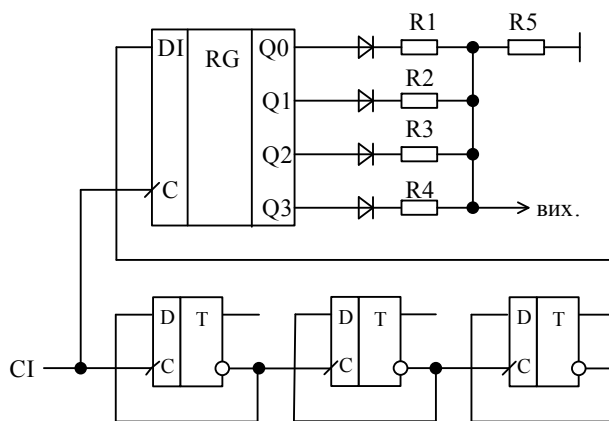 R1 R5
DI RG Q0
R2
Q1
R3
Q2
R4
C Q3
вих.
D T D T D T
CI C C C